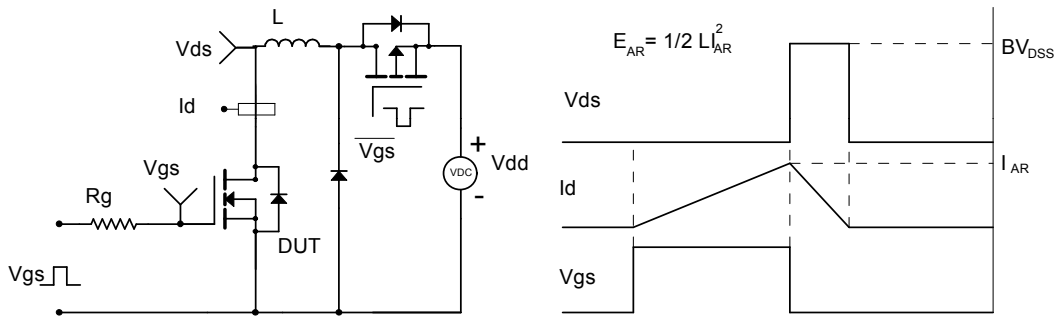 L
Vds
Id
Vgs
Vgs
Rg
DUT
Vgs
+
VDC
-
Vdd
E_AR = 1/2 LI_AR^2
BV_DSS
Vds
I_AR
Id
Vgs